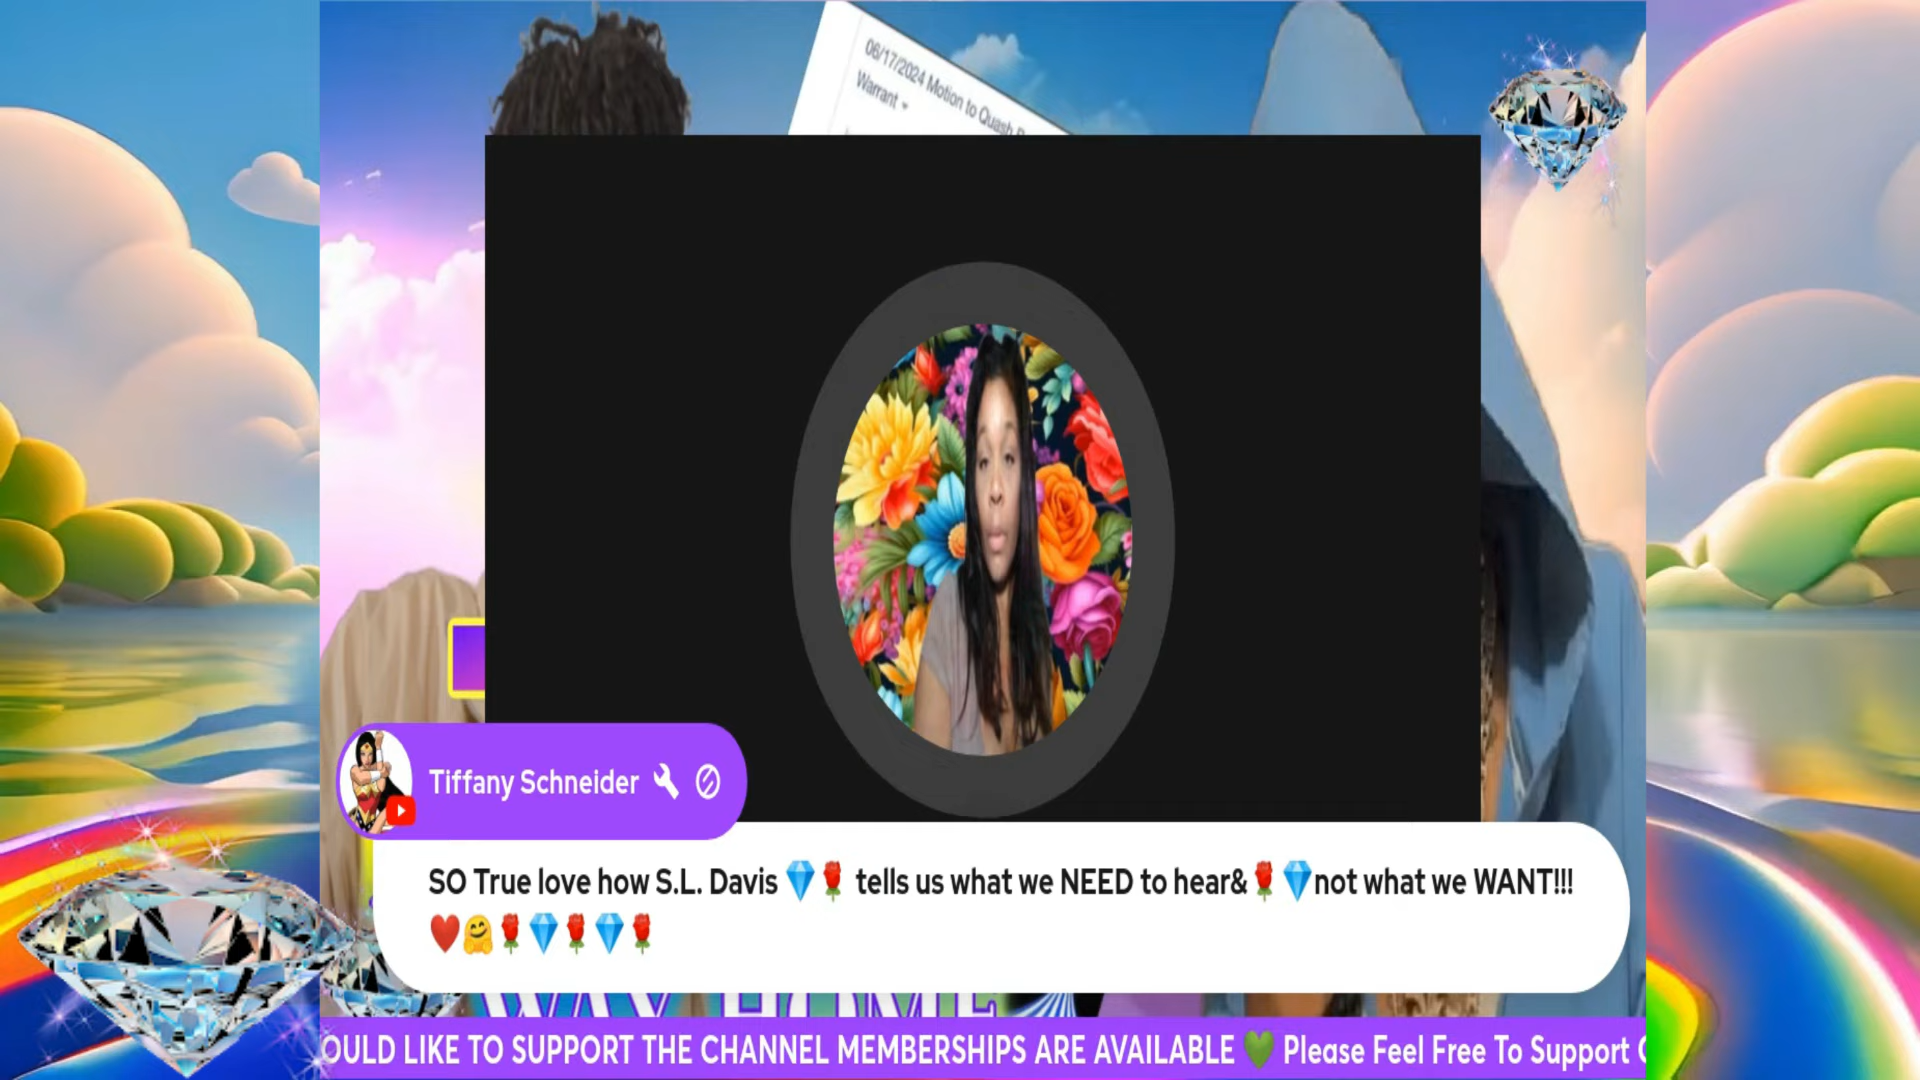 06/17/2024 Motion to Quash
Warrant
Tiffany Schneider
SO True love how S.L. Davis 💎🌹 tells us what we NEED to hear&🌹💎not what we WANT!!!
❤️🤗🌹💎🌹💎🌹
WAY HOME
OULD LIKE TO SUPPORT THE CHANNEL MEMBERSHIPS ARE AVAILABLE 💚 Please Feel Free To Support